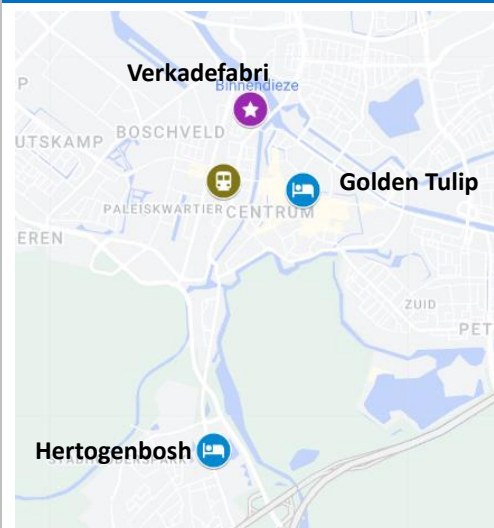 Verkadefabri
Binnendieze
BOSCHVELD
UTSKAMP
Golden Tulip
PALEISKWARTIER
CENTRUM
EREN
ZUID
PET
Hertogenbosh